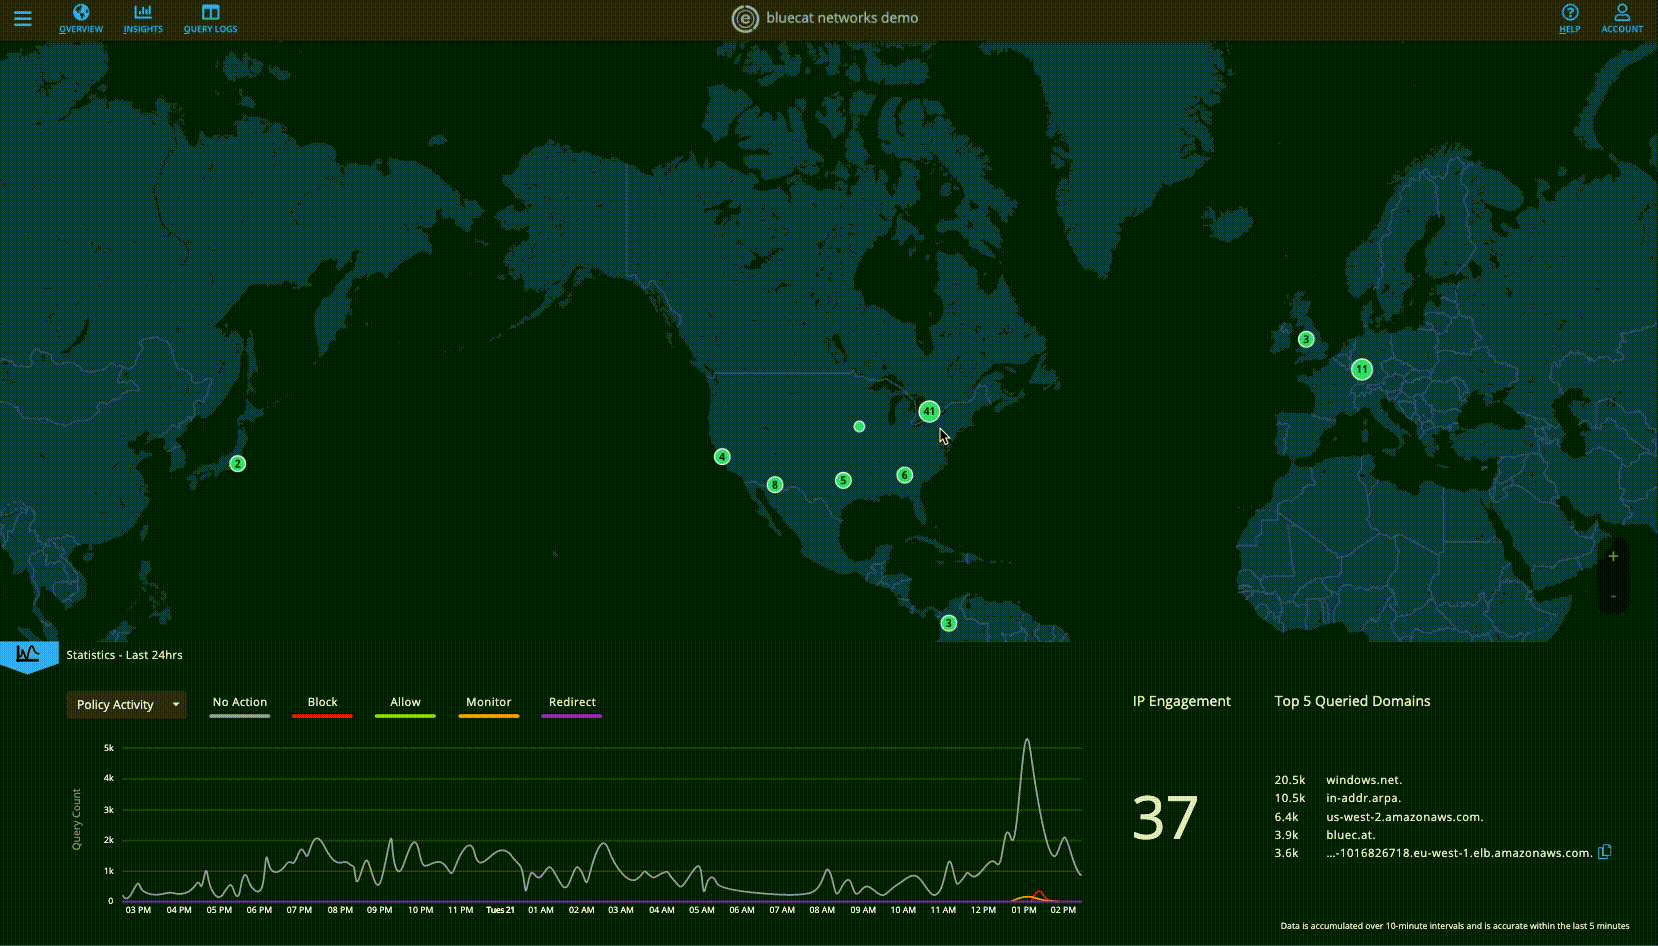 OVERVIEW
INSIGHTS
QUERY LOGS
bluecat networks demo
HELP
ACCOUNT
3
11
41
4
2
8
5
6
3
+
-
Statistics - Last 24hrs
Policy Activity
No Action
Block
Allow
Monitor
Redirect
IP Engagement
Top 5 Queried Domains
5k
4k
3k
2k
1k
0
Query Count
03 PM 04 PM 05 PM 06 PM 07 PM 08 PM 09 PM 10 PM 11 PM Tues 21 01 AM 02 AM 03 AM 04 AM 05 AM 06 AM 07 AM 08 AM 09 AM 10 AM 11 AM 12 PM 01 PM 02 PM
37
20.5k windows.net.
10.5k in-addr.arpa.
6.4k us-west-2.amazonaws.com.
3.9k bluec.at.
3.6k ...-1016826718.eu-west-1.elb.amazonaws.com.
Data is accumulated over 10-minute intervals and is accurate within the last 5 minutes